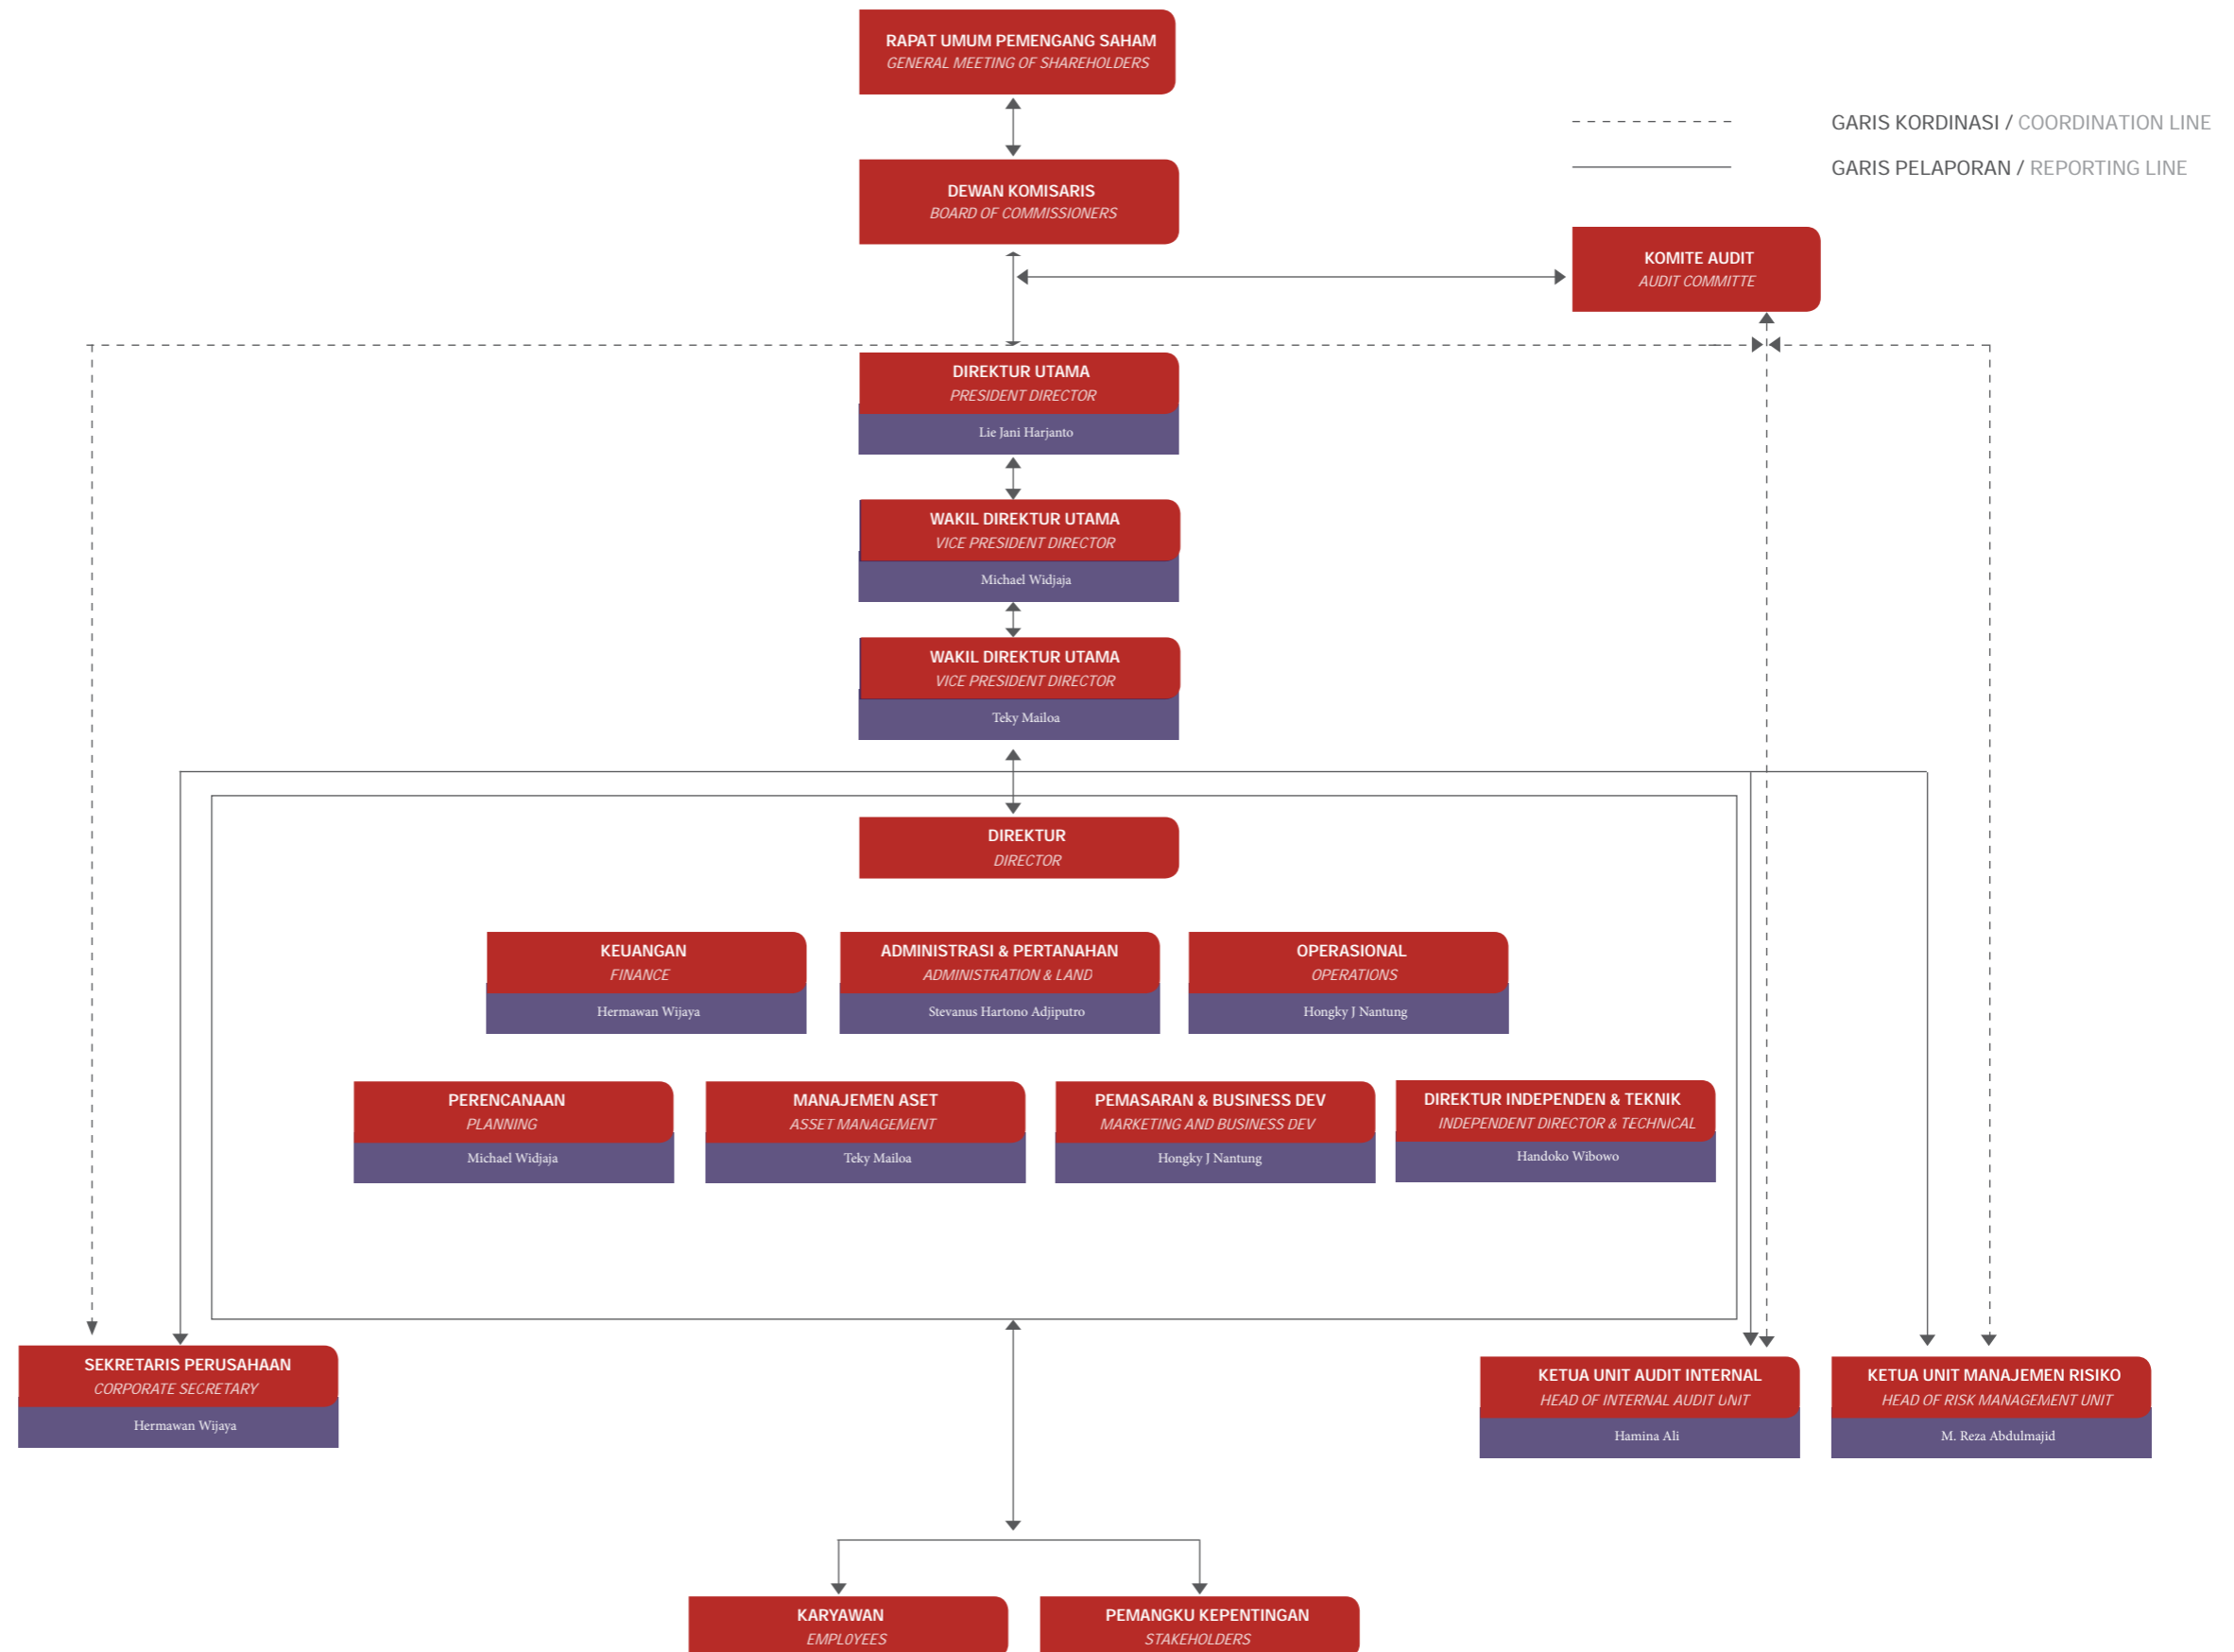 RAPAT UMUM PEMENGANG SAHAM
GENERAL MEETING OF SHAREHOLDERS
GARIS KORDINASI / COORDINATION LINE
GARIS PELAPORAN / REPORTING LINE
DEWAN KOMISARIS
BOARD OF COMMISSIONERS
KOMITE AUDIT
AUDIT COMMITTE
DIREKTUR UTAMA
PRESIDENT DIRECTOR
Lie Jani Harjanto
WAKIL DIREKTUR UTAMA
VICE PRESIDENT DIRECTOR
Michael Widjaja
WAKIL DIREKTUR UTAMA
VICE PRESIDENT DIRECTOR
Teky Mailoa
DIREKTUR
DIRECTOR
KEUANGAN
FINANCE
Hermawan Wijaya
ADMINISTRASI & PERTANAHAN
ADMINISTRATION & LAND
Stevanus Hartono Adjiputro
OPERASIONAL
OPERATIONS
Hongky J Nantung
PERENCANAAN
PLANNING
Michael Widjaja
MANAJEMEN ASET
ASSET MANAGEMENT
Teky Mailoa
PEMASARAN & BUSINESS DEV
MARKETING AND BUSINESS DEV
Hongky J Nantung
DIREKTUR INDEPENDEN & TEKNIK
INDEPENDENT DIRECTOR & TECHNICAL
Handoko Wibowo
SEKRETARIS PERUSAHAAN
CORPORATE SECRETARY
Hermawan Wijaya
KETUA UNIT AUDIT INTERNAL
HEAD OF INTERNAL AUDIT UNIT
Hamina Ali
KETUA UNIT MANAJEMEN RISIKO
HEAD OF RISK MANAGEMENT UNIT
M. Reza Abdulmajid
KARYAWAN
EMPLOYEES
PEMANGKU KEPENTINGAN
STAKEHOLDERS